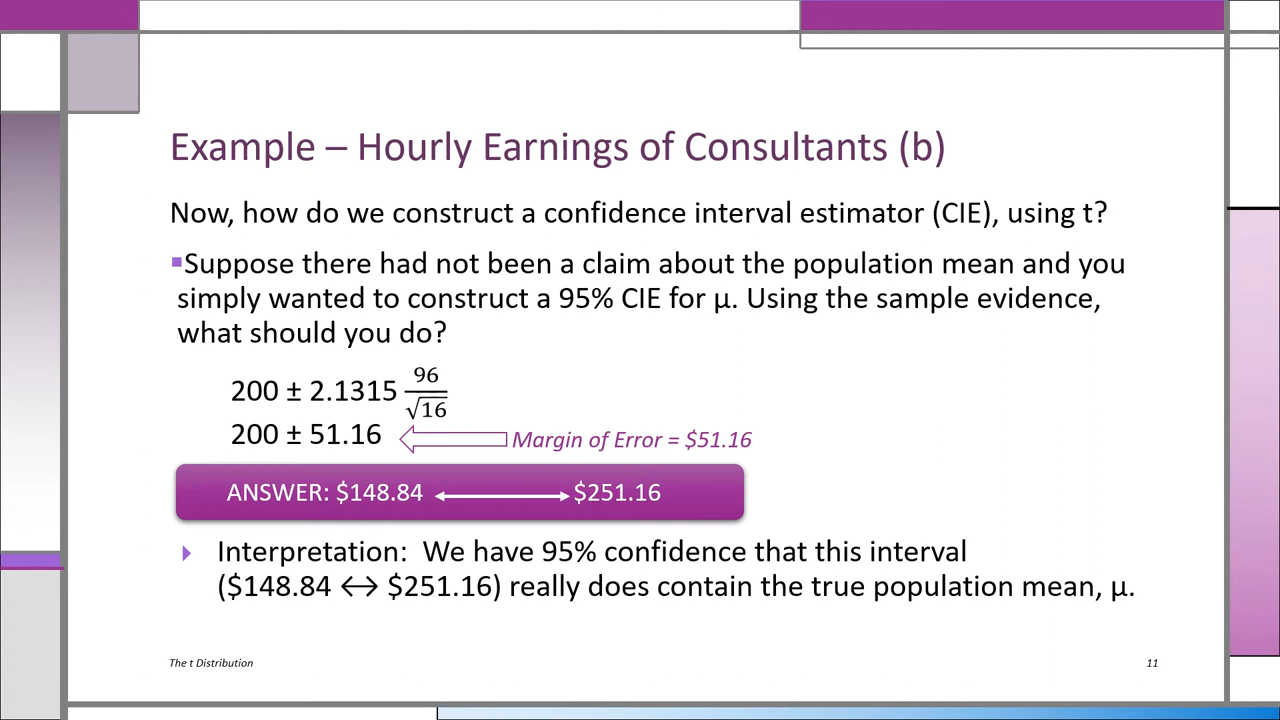 Example – Hourly Earnings of Consultants (b)
Now, how do we construct a confidence interval estimator (CIE), using t?
▪Suppose there had not been a claim about the population mean and you
simply wanted to construct a 95% CIE for μ. Using the sample evidence,
what should you do?
200 ± 2.1315 96/√16
200 ± 51.16
Margin of Error = $51.16
ANSWER: $148.84 ⟷ $251.16
Interpretation: We have 95% confidence that this interval
($148.84 ↔ $251.16) really does contain the true population mean, μ.
The t Distribution
11